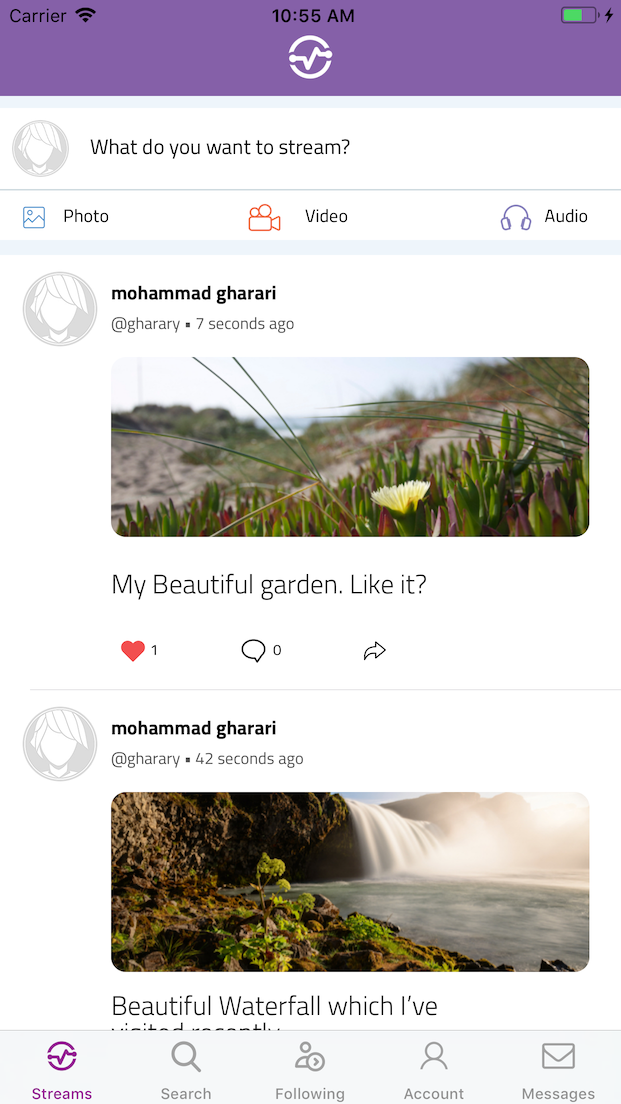 Carrier 10:55 AM
What do you want to stream?
Photo Video Audio
mohammad gharari
@gharary ▪ 7 seconds ago
My Beautiful garden. Like it?
1 0
mohammad gharari
@gharary ▪ 42 seconds ago
Beautiful Waterfall which I’ve
visited recently
Streams Search Following Account Messages